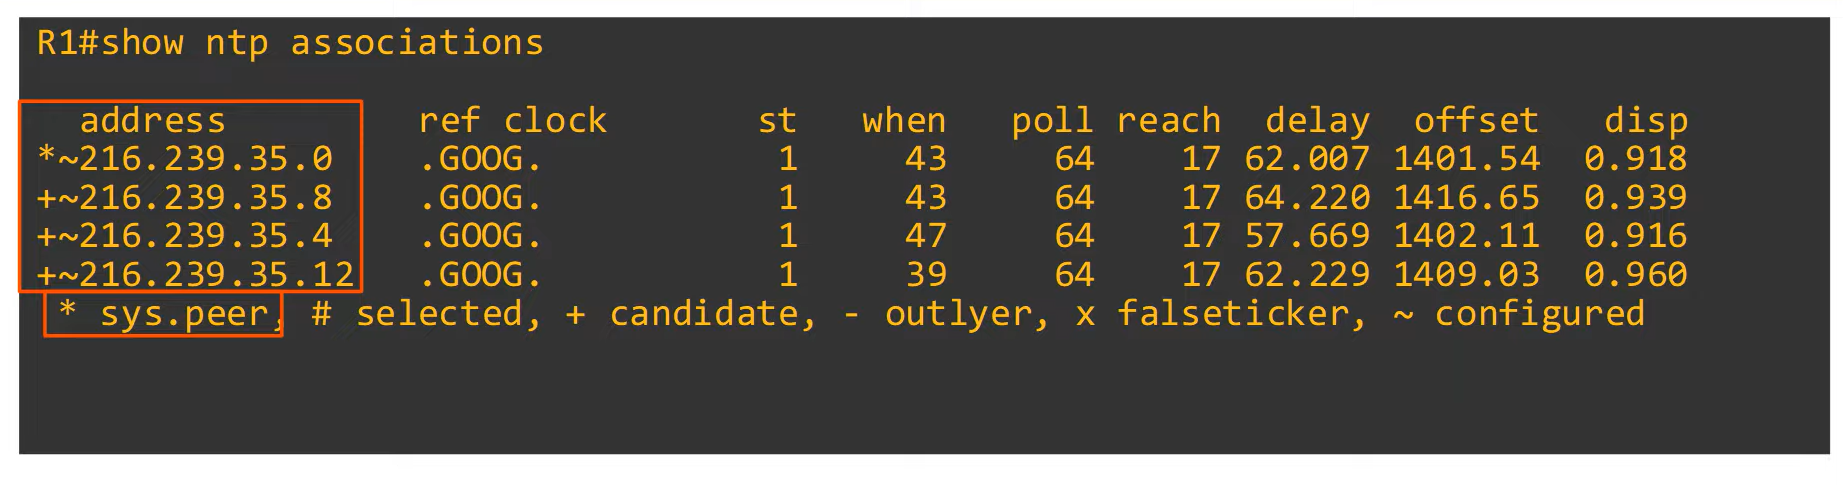 R1#show ntp associations
address ref clock st when poll reach delay offset disp
*~216.239.35.0 .GOOG. 1 43 64 17 62.007 1401.54 0.918
+~216.239.35.8 .GOOG. 1 43 64 17 64.220 1416.65 0.939
+~216.239.35.4 .GOOG. 1 47 64 17 57.669 1402.11 0.916
+~216.239.35.12 .GOOG. 1 39 64 17 62.229 1409.03 0.960
* sys.peer, # selected, + candidate, - outlyer, x falseticker, ~ configured